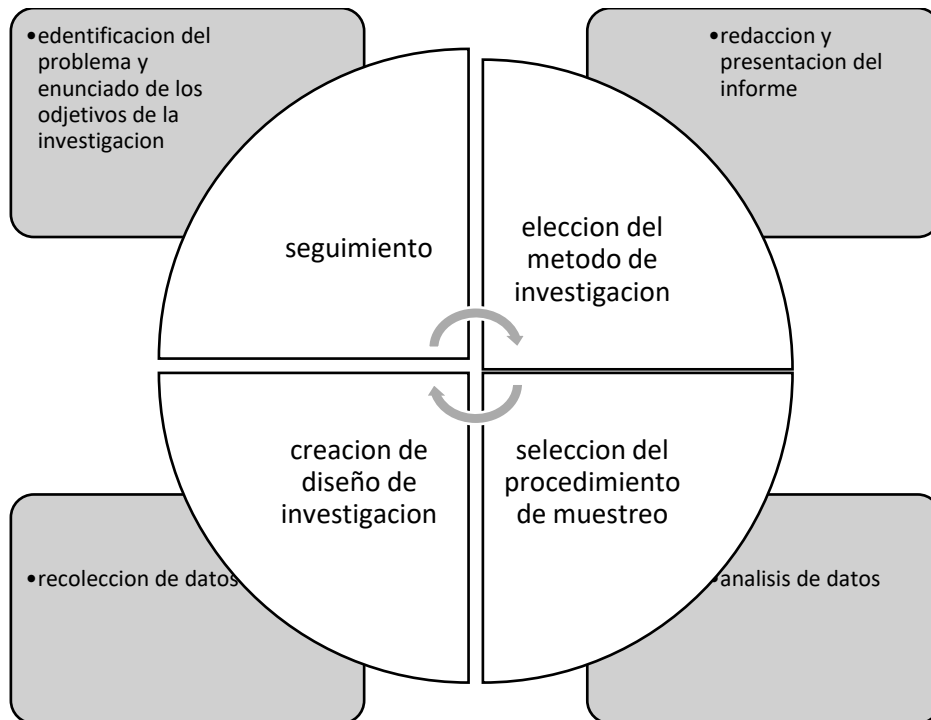 •edentificacion del
problema y
enunciado de los
odjetivos de la
investigacion
•redaccion y
presentacion del
informe
seguimiento
eleccion del
metodo de
investigacion
creacion de
diseño de
investigacion
seleccion del
procedimiento
de muestreo
•recoleccion de datos
•analisis de datos